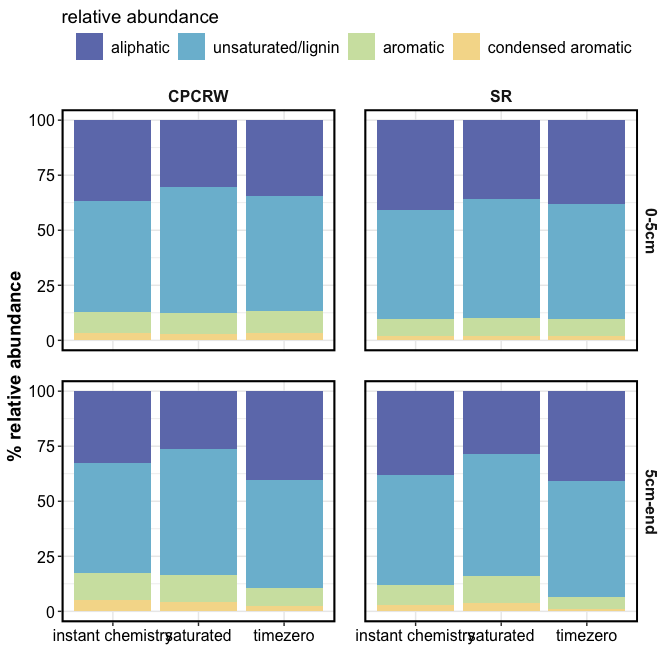 relative abundance
aliphatic unsaturated/lignin aromatic condensed aromatic
CPCRW SR
100
75
50
25
0
0-5cm
% relative abundance
100
75
50
25
0
5cm-end
instant chemistry saturated timezero instant chemistry saturated timezero